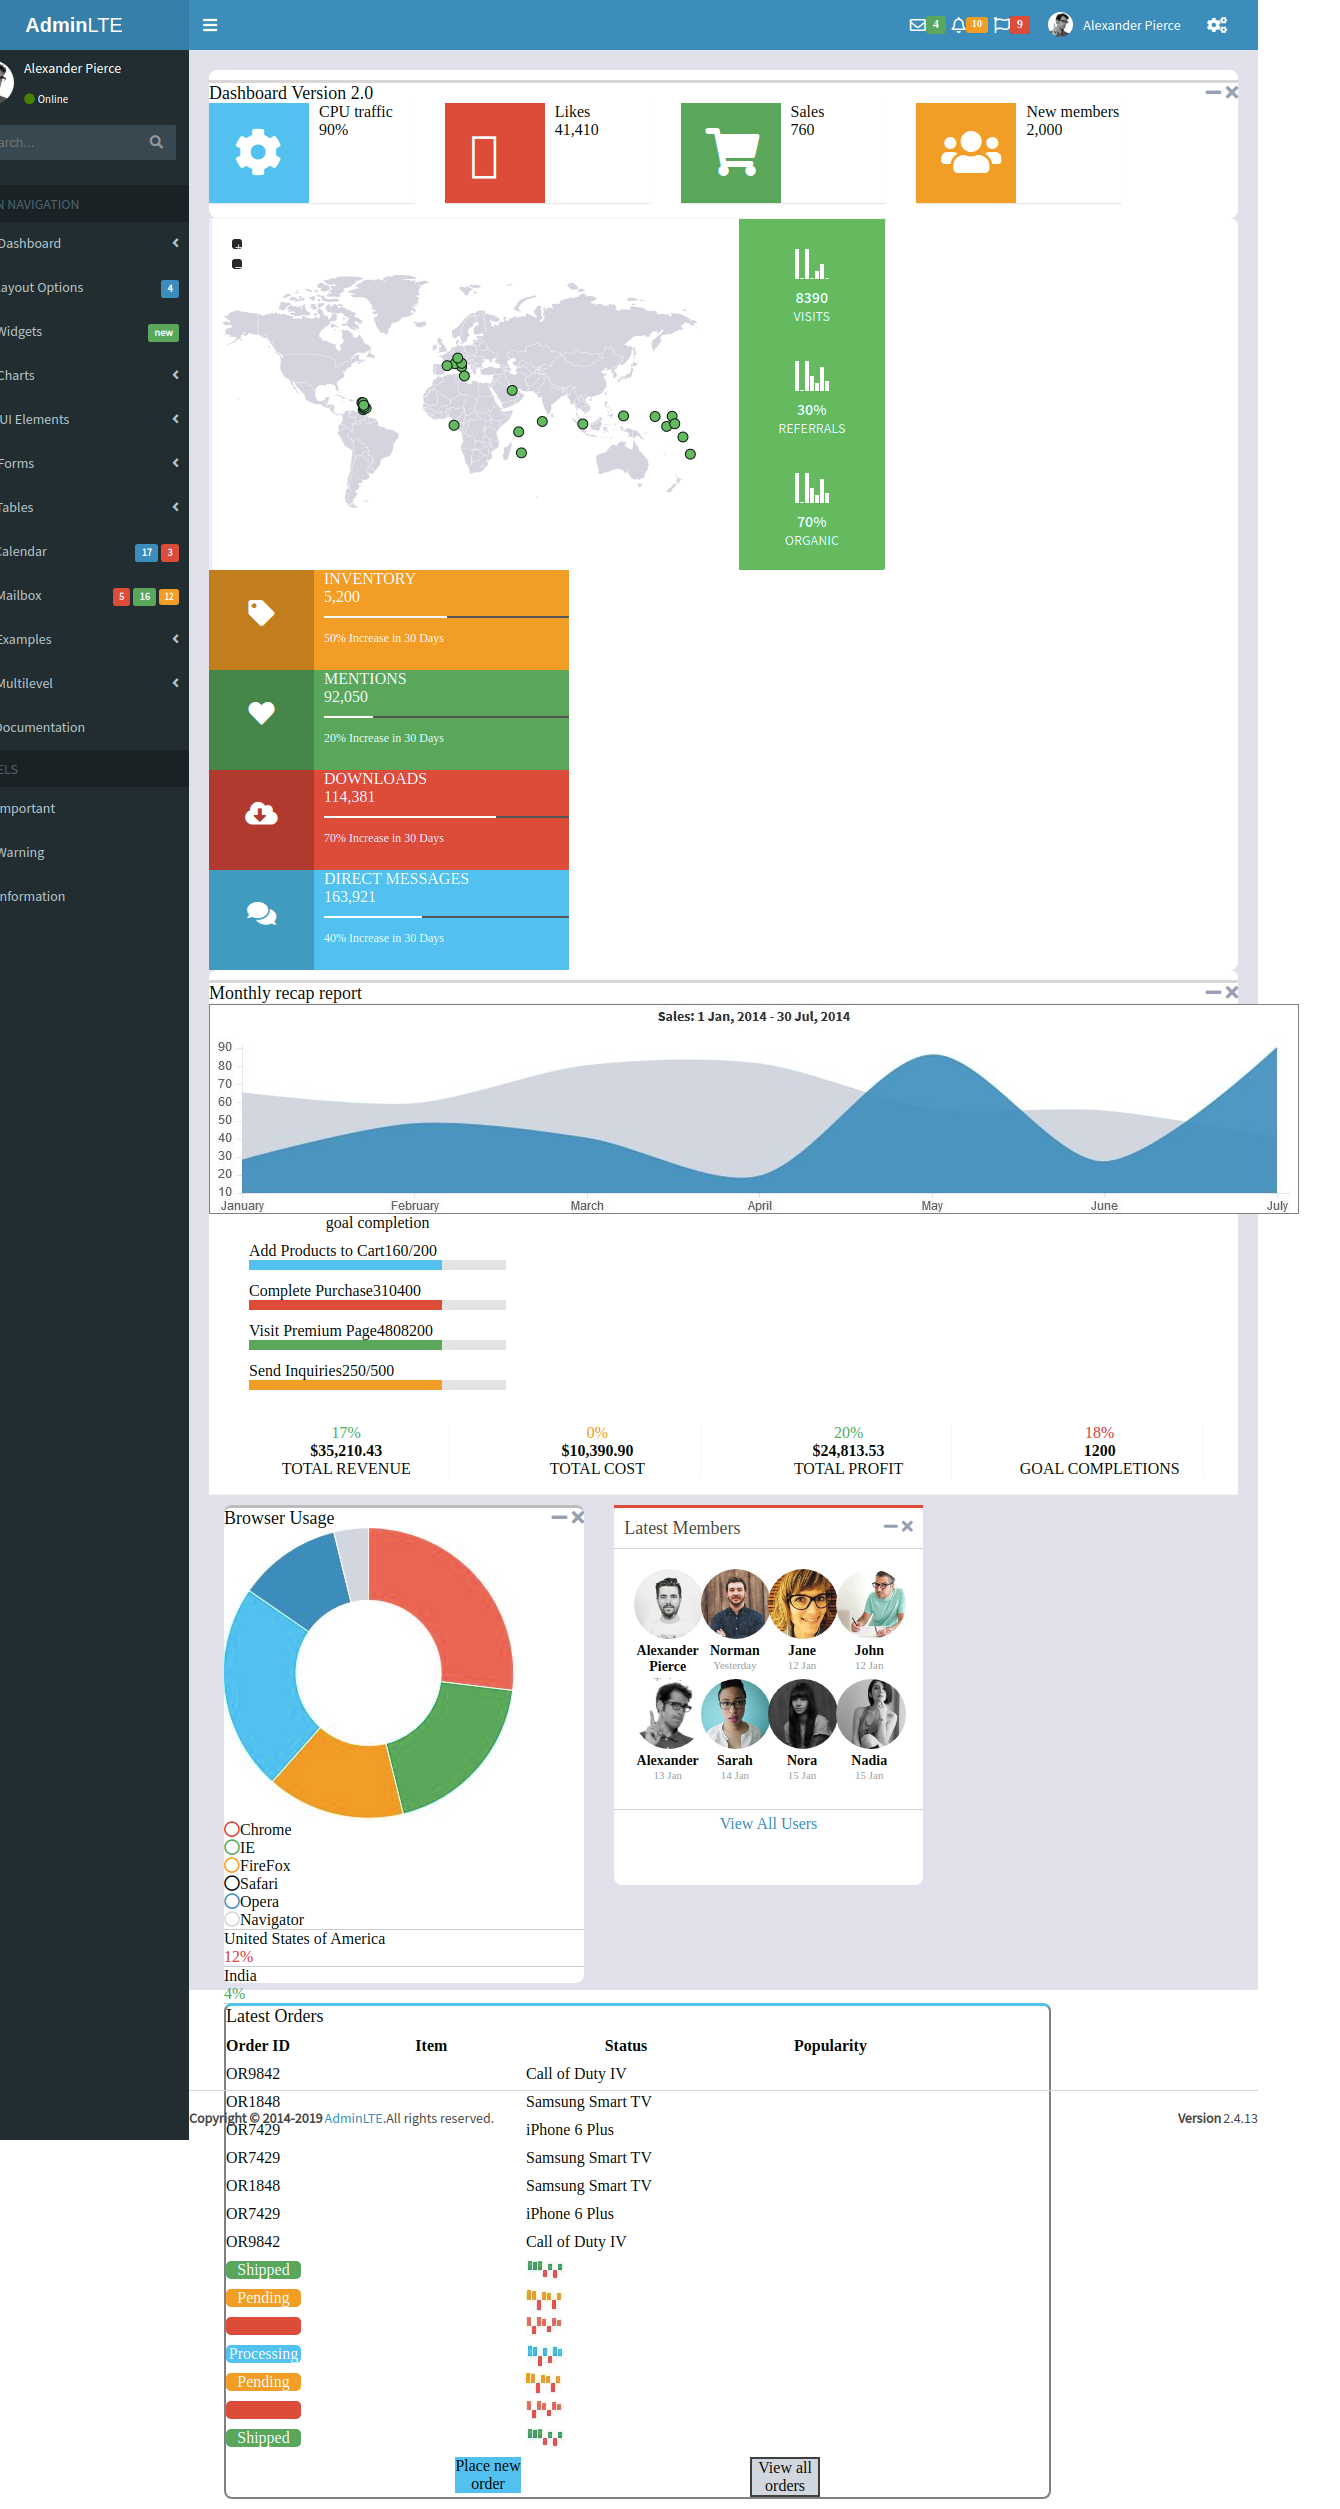 AdminLTE
4 10 9 Alexander Pierce
Alexander Pierce
Online
arch...
N NAVIGATION
Dashboard
ayout Options 4
Widgets new
Charts
UI Elements
Forms
Tables
Calendar 17 3
Mailbox 5 16 12
Examples
Multilevel
Documentation
ELS
mportant
Warning
nformation
Dashboard Version 2.0
CPU traffic
90%
Likes
41,410
Sales
760
New members
2,000
+
−
8390
VISITS
30%
REFERRALS
70%
ORGANIC
INVENTORY
5,200
50% Increase in 30 Days
MENTIONS
92,050
20% Increase in 30 Days
DOWNLOADS
114,381
70% Increase in 30 Days
DIRECT MESSAGES
163,921
40% Increase in 30 Days
Monthly recap report
Sales: 1 Jan, 2014 - 30 Jul, 2014
90
80
70
60
50
40
30
20
10
January February March April May June July
goal completion
Add Products to Cart160/200
Complete Purchase310400
Visit Premium Page4808200
Send Inquiries250/500
17%
$35,210.43
TOTAL REVENUE
0%
$10,390.90
TOTAL COST
20%
$24,813.53
TOTAL PROFIT
18%
1200
GOAL COMPLETIONS
Browser Usage
Chrome
IE
FireFox
Safari
Opera
Navigator
United States of America
12%
India
4%
Latest Members
Alexander Pierce
Norman
Yesterday
Jane
12 Jan
John
12 Jan
Alexander
13 Jan
Sarah
14 Jan
Nora
15 Jan
Nadia
15 Jan
View All Users
Latest Orders
Order ID Item Status Popularity
OR9842 Call of Duty IV
OR1848 Samsung Smart TV
Copyright © 2014-2019 AdminLTE.All rights reserved. Version 2.4.13
OR7429 iPhone 6 Plus
OR7429 Samsung Smart TV
OR1848 Samsung Smart TV
OR7429 iPhone 6 Plus
OR9842 Call of Duty IV
Shipped
Pending
Processing
Pending
Shipped
Place new
order
View all
orders